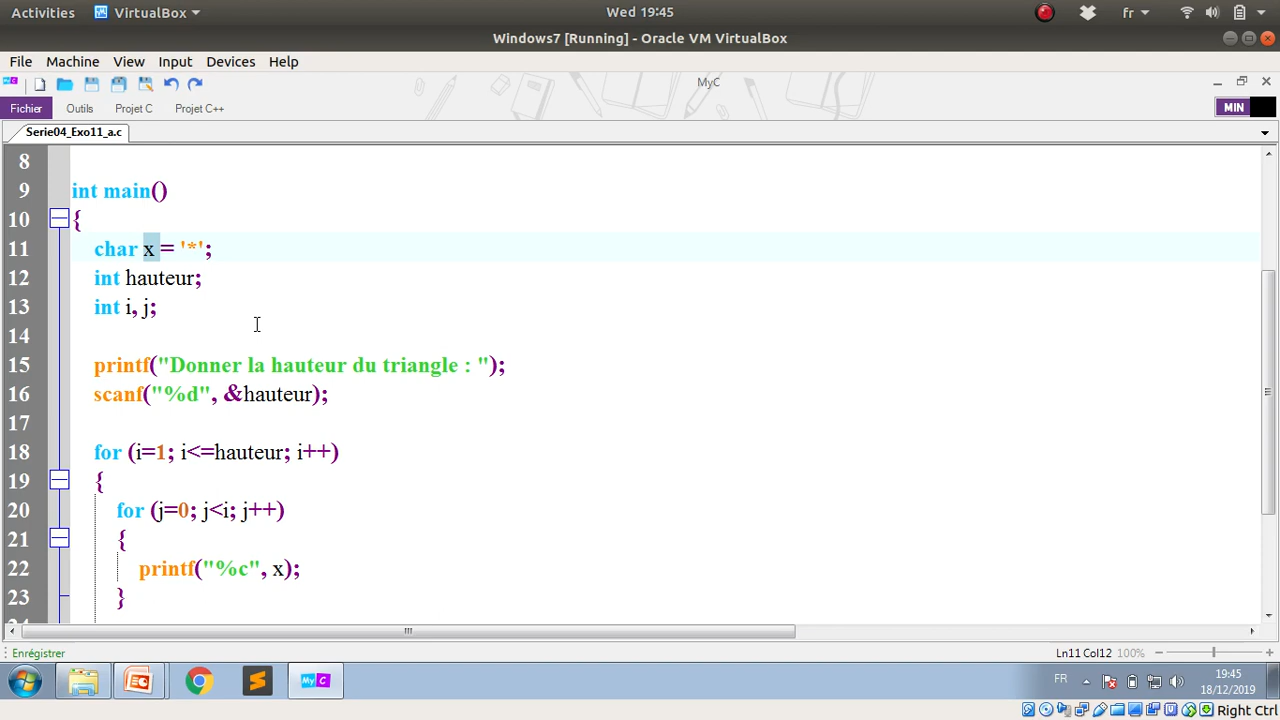 Activities VirtualBox Wed 19:45 fr
Windows7 [Running] - Oracle VM VirtualBox
File Machine View Input Devices Help
MyC
Fichier Outils Projet C Projet C++ MIN
Serie04_Exo11_a.c
8
9 int main()
10 {
11 char x = '*';
12 int hauteur;
13 int i, j;
14
15 printf("Donner la hauteur du triangle : ");
16 scanf("%d", &hauteur);
17
18 for (i=1; i<=hauteur; i++)
19 {
20 for (j=0; j<i; j++)
21 {
22 printf("%c", x);
23 }
Enrégistrer Ln11 Col12 100%
MyC FR 19:45
18/12/2019
Right Ctrl